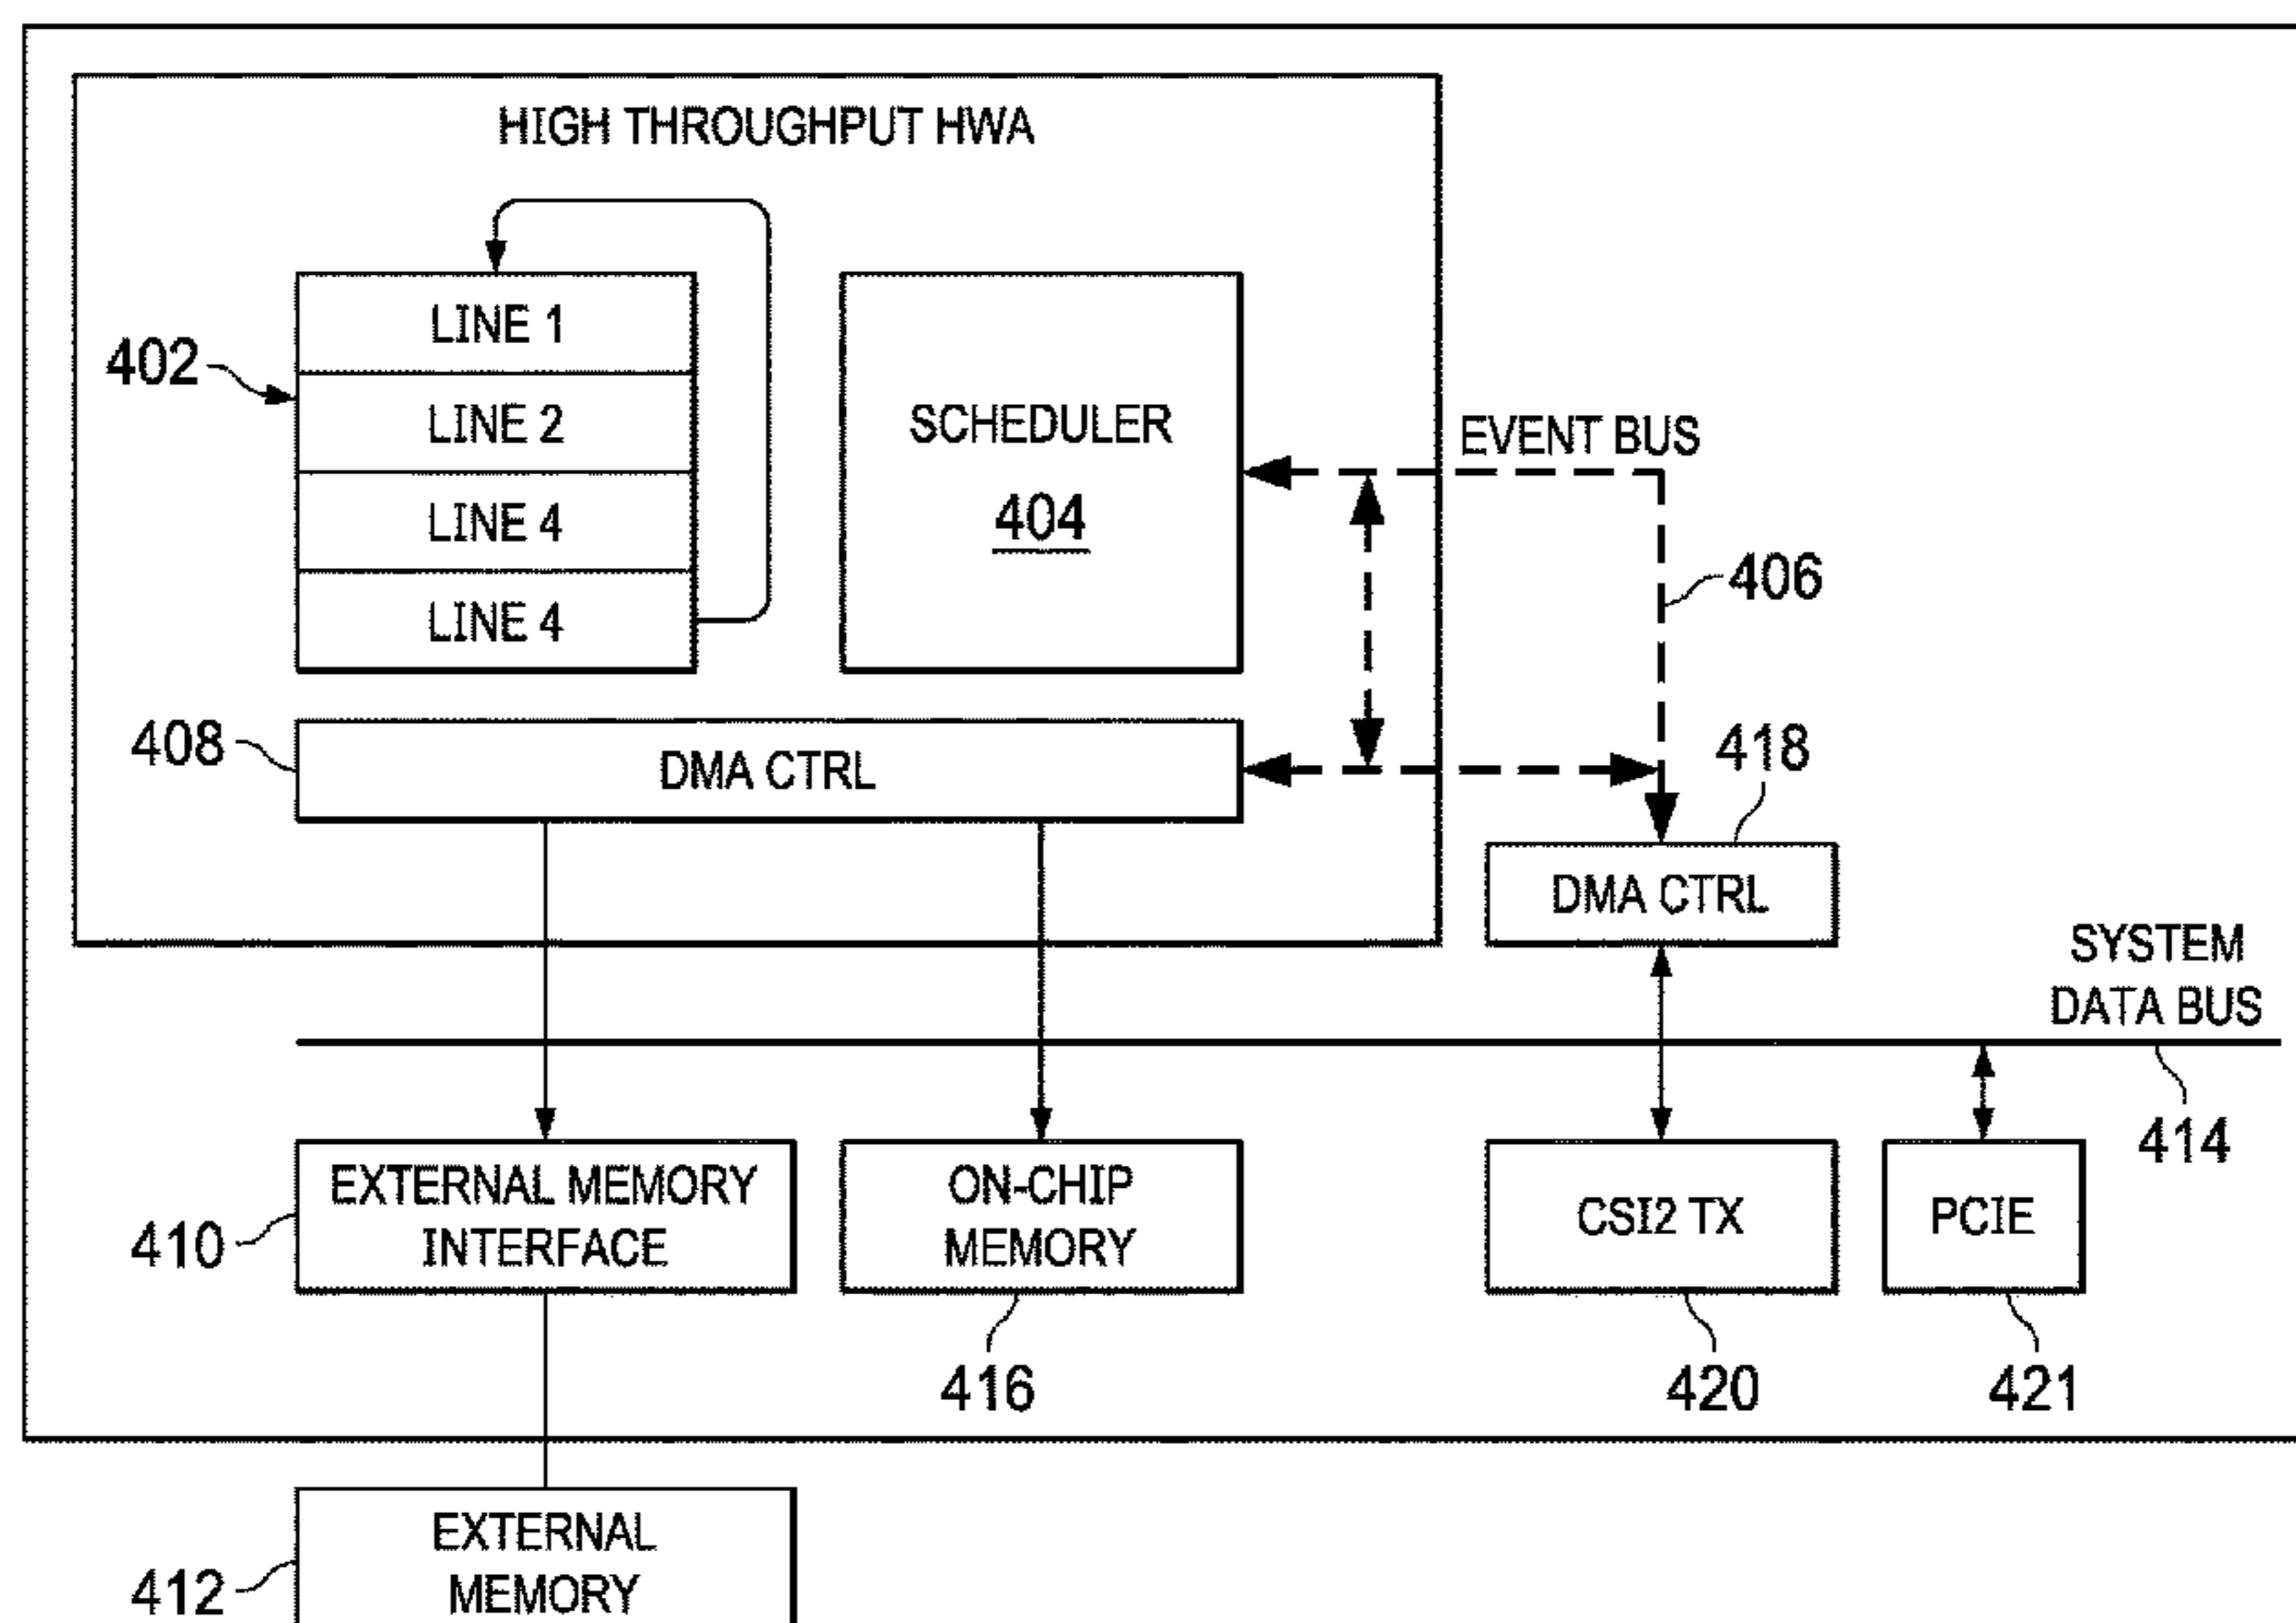 HIGH THROUGHPUT HWA
LINE 1
LINE 2
LINE 4
LINE 4
402
SCHEDULER
404
EVENT BUS
406
408
DMA CTRL
418
DMA CTRL
SYSTEM
DATA BUS
414
EXTERNAL MEMORY
INTERFACE
410
ON-CHIP
MEMORY
416
CSI2 TX
420
PCIE
421
EXTERNAL
MEMORY
412